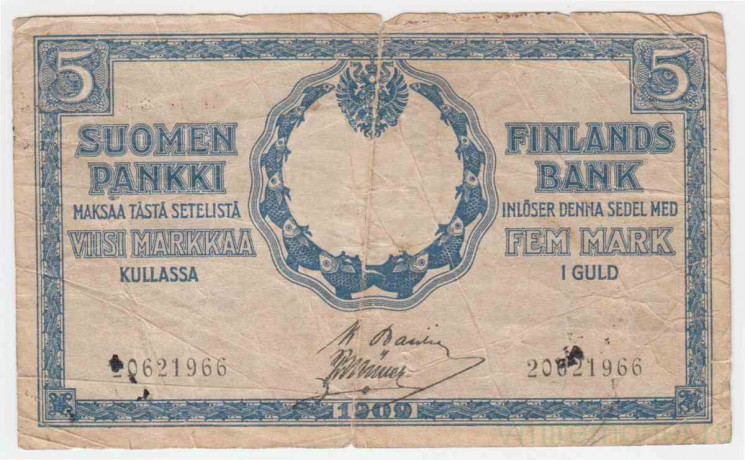 5 5
SUOMEN
PANKKI
MAKSAA TÄSTÄ SETELISTÄ
VIISI MARKKAA
KULLASSA
FINLANDS
BANK
INLÖSER DENNA SEDEL MED
FEM MARK
I GULD
20621966 20621966
1909